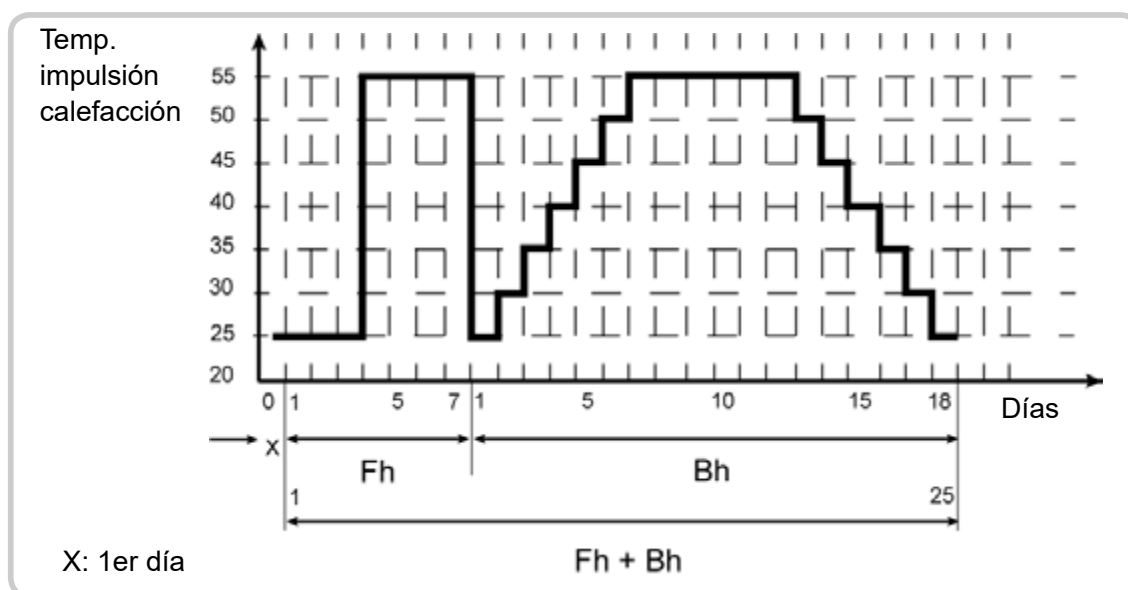 Temp.
impulsión
calefacción
55
50
45
40
35
30
25
20
0 1 5 7 1 5 10 15 18 Días
x
Fh Bh
1 25
X: 1er día Fh + Bh